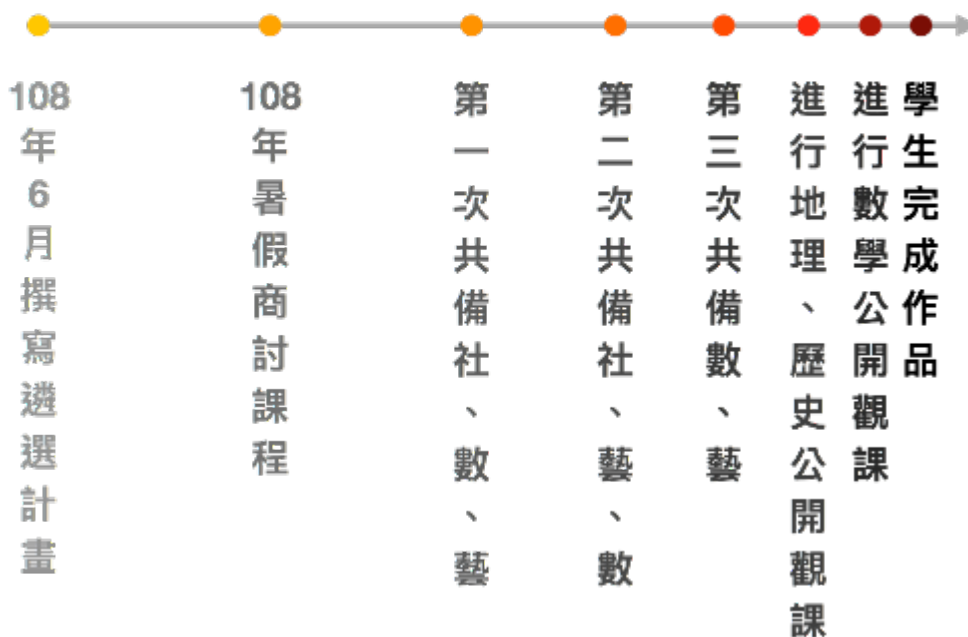 108年6月撰寫遴選計畫
108年暑假商討課程
第一次共備社、數、藝
第二次共備社、藝、數
第三次共備數、藝
進行地理、歷史公開觀課
進行數學公開觀課
學生完成作品